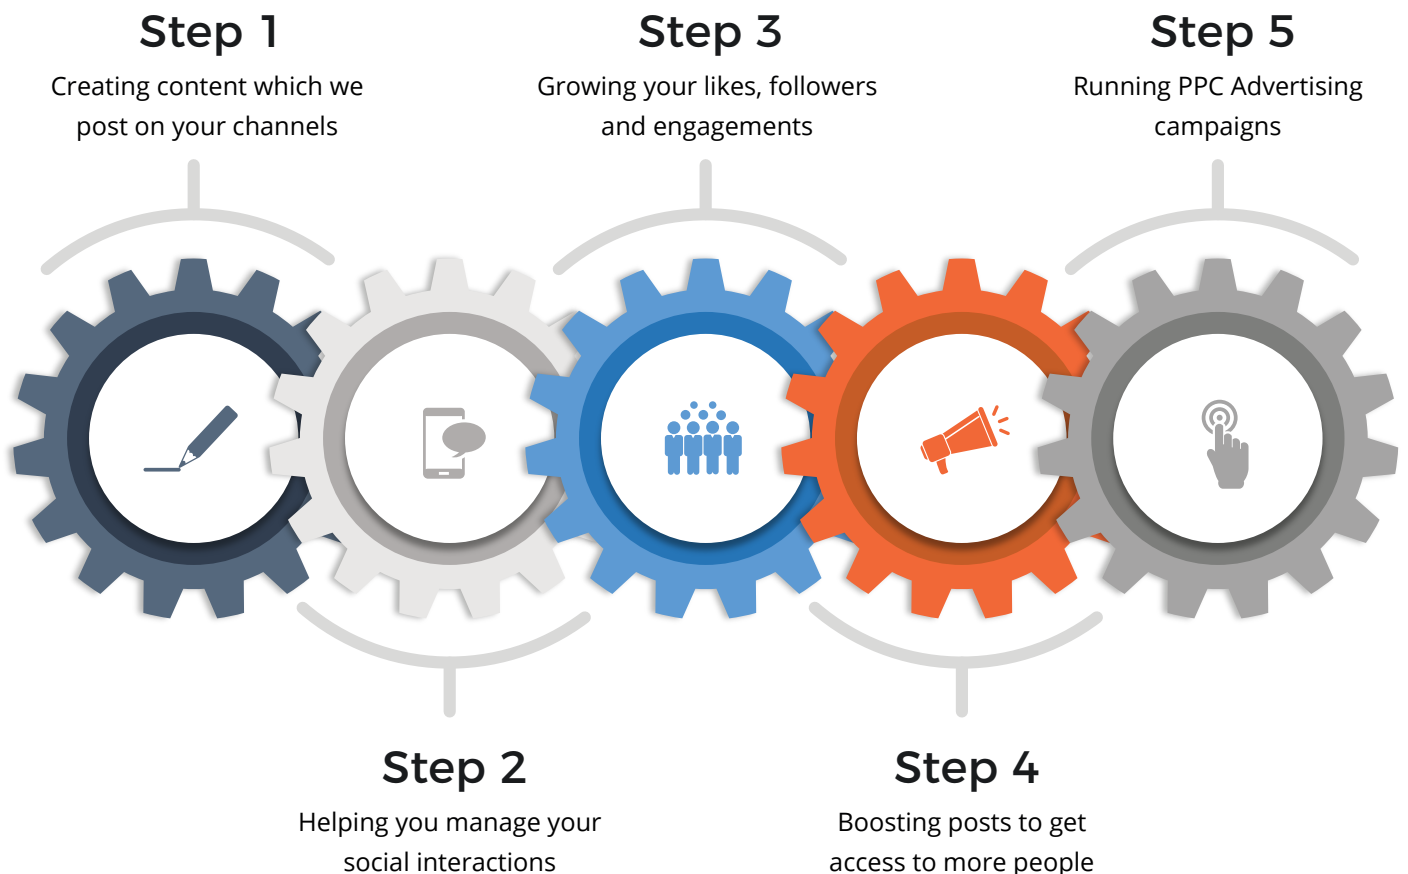 Step 1
Creating content which we
post on your channels
Step 3
Growing your likes, followers
and engagements
Step 5
Running PPC Advertising
campaigns
Step 2
Helping you manage your
social interactions
Step 4
Boosting posts to get
access to more people